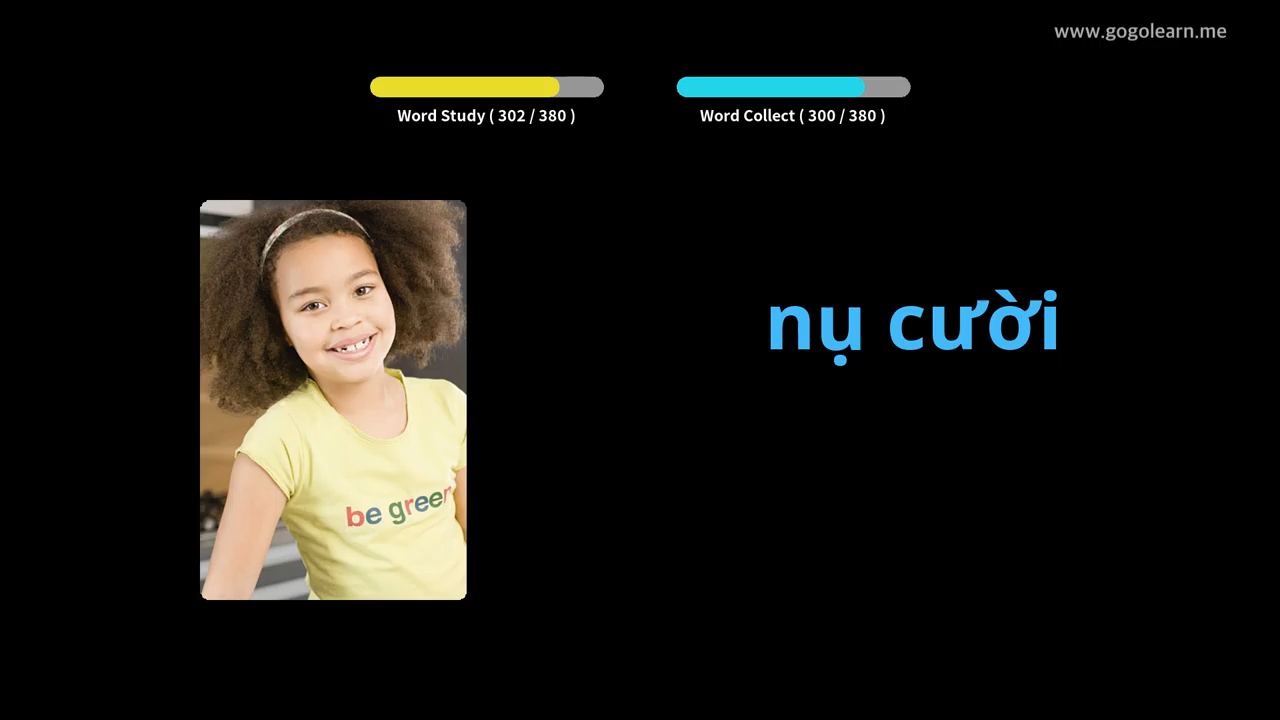 www.gogolearn.me
Word Study ( 302 / 380 )
Word Collect ( 300 / 380 )
nụ cười
be green